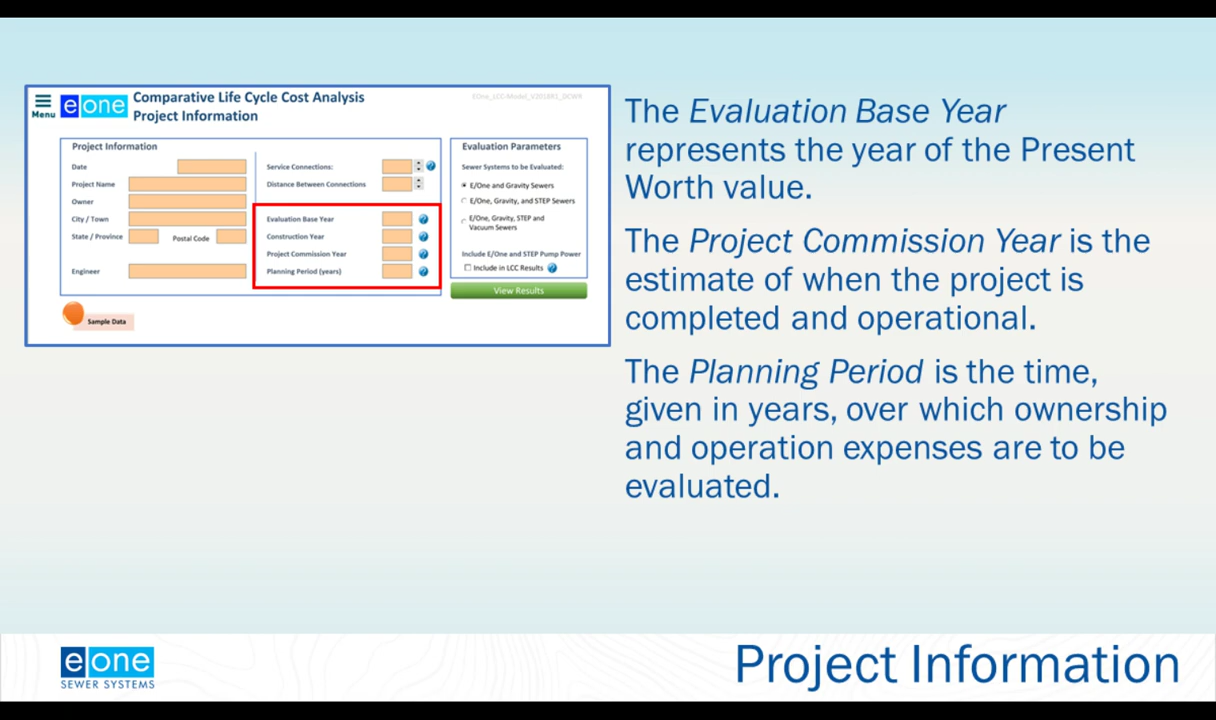 Menu
eone
Comparative Life Cycle Cost Analysis
Project Information
EOne_LCC-Model_V2018R1_DCWR
Project Information
Date
Project Name
Owner
City / Town
State / Province
Postal Code
Engineer
Service Connections:
Distance Between Connections
Evaluation Base Year
Construction Year
Project Commission Year
Planning Period (years)
Evaluation Parameters
Sewer Systems to be Evaluated:
E/One and Gravity Sewers
E/One, Gravity, and STEP Sewers
E/One, Gravity, STEP and
Vacuum Sewers
Include E/One and STEP Pump Power
Include in LCC Results
View Results
Sample Data
The Evaluation Base Year
represents the year of the Present
Worth value.
The Project Commission Year is the
estimate of when the project is
completed and operational.
The Planning Period is the time,
given in years, over which ownership
and operation expenses are to be
evaluated.
eone
SEWER SYSTEMS
Project Information